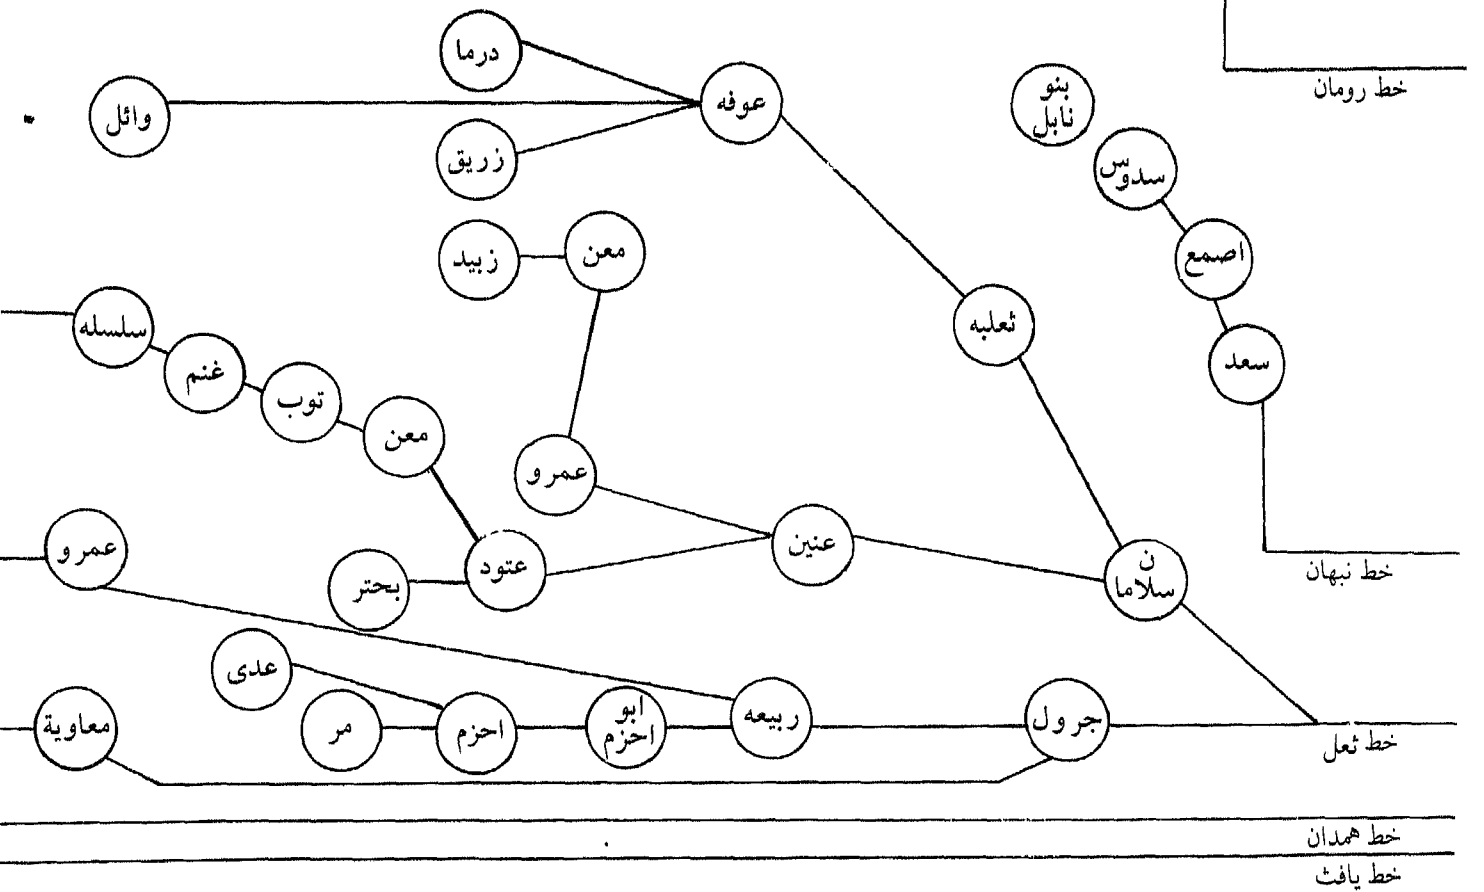 خط رومان
بنو
نابل
سدوس
اصمع
سعد
خط نبهان
درما
عوفه
وائل
زريق
ثعلبه
معن
زبيد
عمرو
سلسله
غنم
توب
معن
عتود
بحتر
عنين
ن
سلاما
عمرو
عدى
مر
احزم
ابو
احزم
ربيعه
جرول
معاوية
خط ثعل
خط همدان
خط يافث